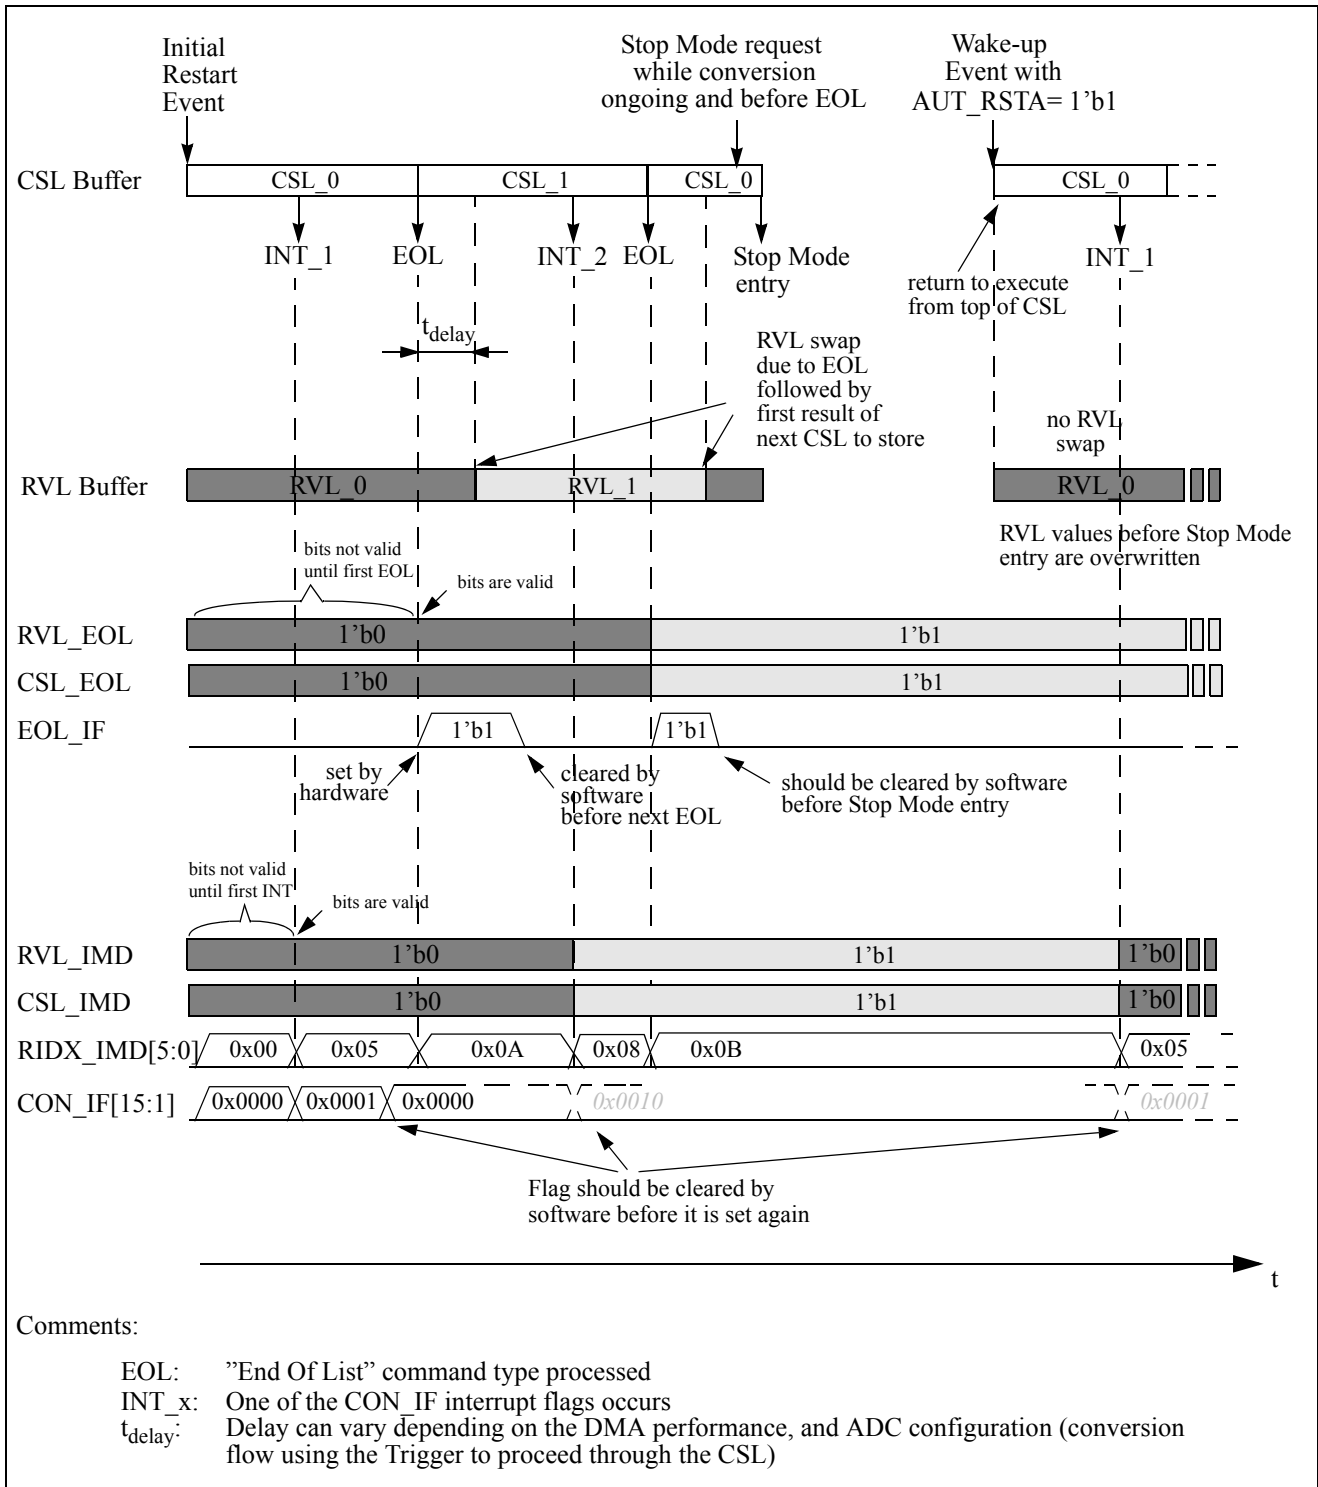 Initial
Restart
Event
Stop Mode request
while conversion
ongoing and before EOL
Wake-up
Event with
AUT_RSTA= 1’b1
CSL Buffer
CSL_0
CSL_1
CSL_0
CSL_0
INT_1
EOL
INT_2
EOL
Stop Mode
entry
INT_1
return to execute
from top of CSL
tdelay
RVL swap
due to EOL
followed by
first result of
next CSL to store
no RVL
swap
RVL Buffer
RVL_0
RVL_1
RVL_0
RVL values before Stop Mode
entry are overwritten
bits not valid
until first EOL
bits are valid
RVL_EOL
1’b0
1’b1
CSL_EOL
1’b0
1’b1
EOL_IF
1’b1
1’b1
set by
hardware
cleared by
software
before next EOL
should be cleared by software
before Stop Mode entry
bits not valid
until first INT
bits are valid
RVL_IMD
1’b0
1’b1
1’b0
CSL_IMD
1’b0
1’b1
1’b0
RIDX_IMD[5:0]
0x00
0x05
0x0A
0x08
0x0B
0x05
CON_IF[15:1]
0x0000
0x0001
0x0000
0x0010
0x0001
Flag should be cleared by
software before it is set again
t
Comments:
EOL: ”End Of List” command type processed
INT_x: One of the CON_IF interrupt flags occurs
tdelay: Delay can vary depending on the DMA performance, and ADC configuration (conversion
flow using the Trigger to proceed through the CSL)